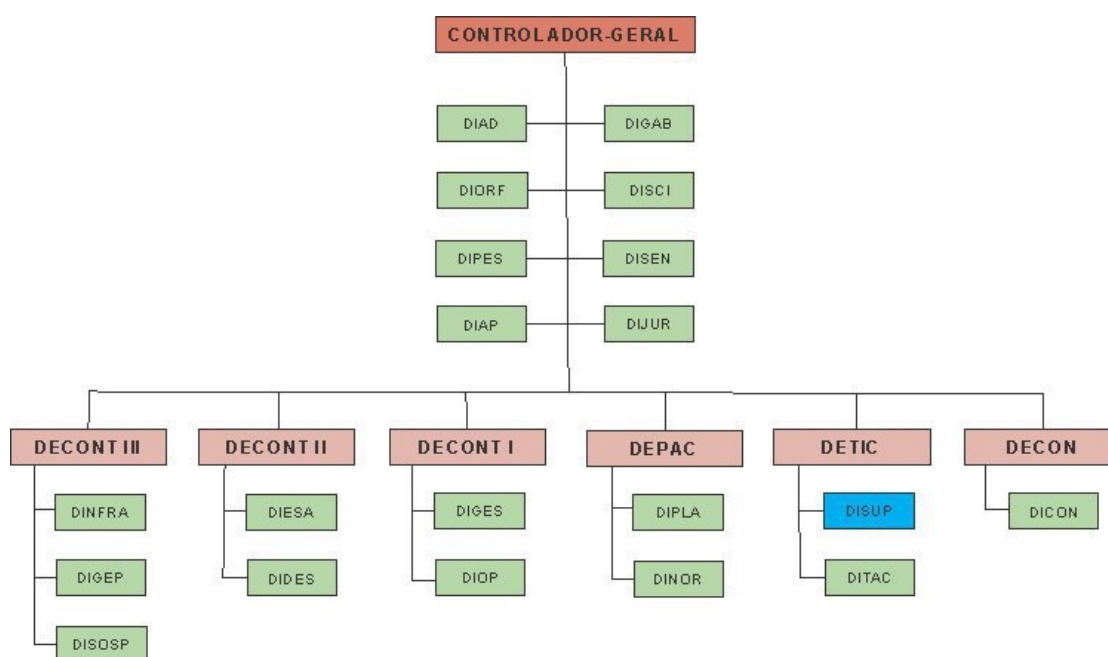 CONTROLADOR-GERAL
DIAD
DIGAB
DIORF
DISCI
DIPES
DISEN
DIAP
DIJUR
DECONT III
DECONT II
DECONT I
DEPAC
DETIC
DECON
DINFRA
DIESA
DIGES
DIPLA
DISUP
DICON
DIGEP
DIDES
DIOP
DINOR
DITAC
DISOSP